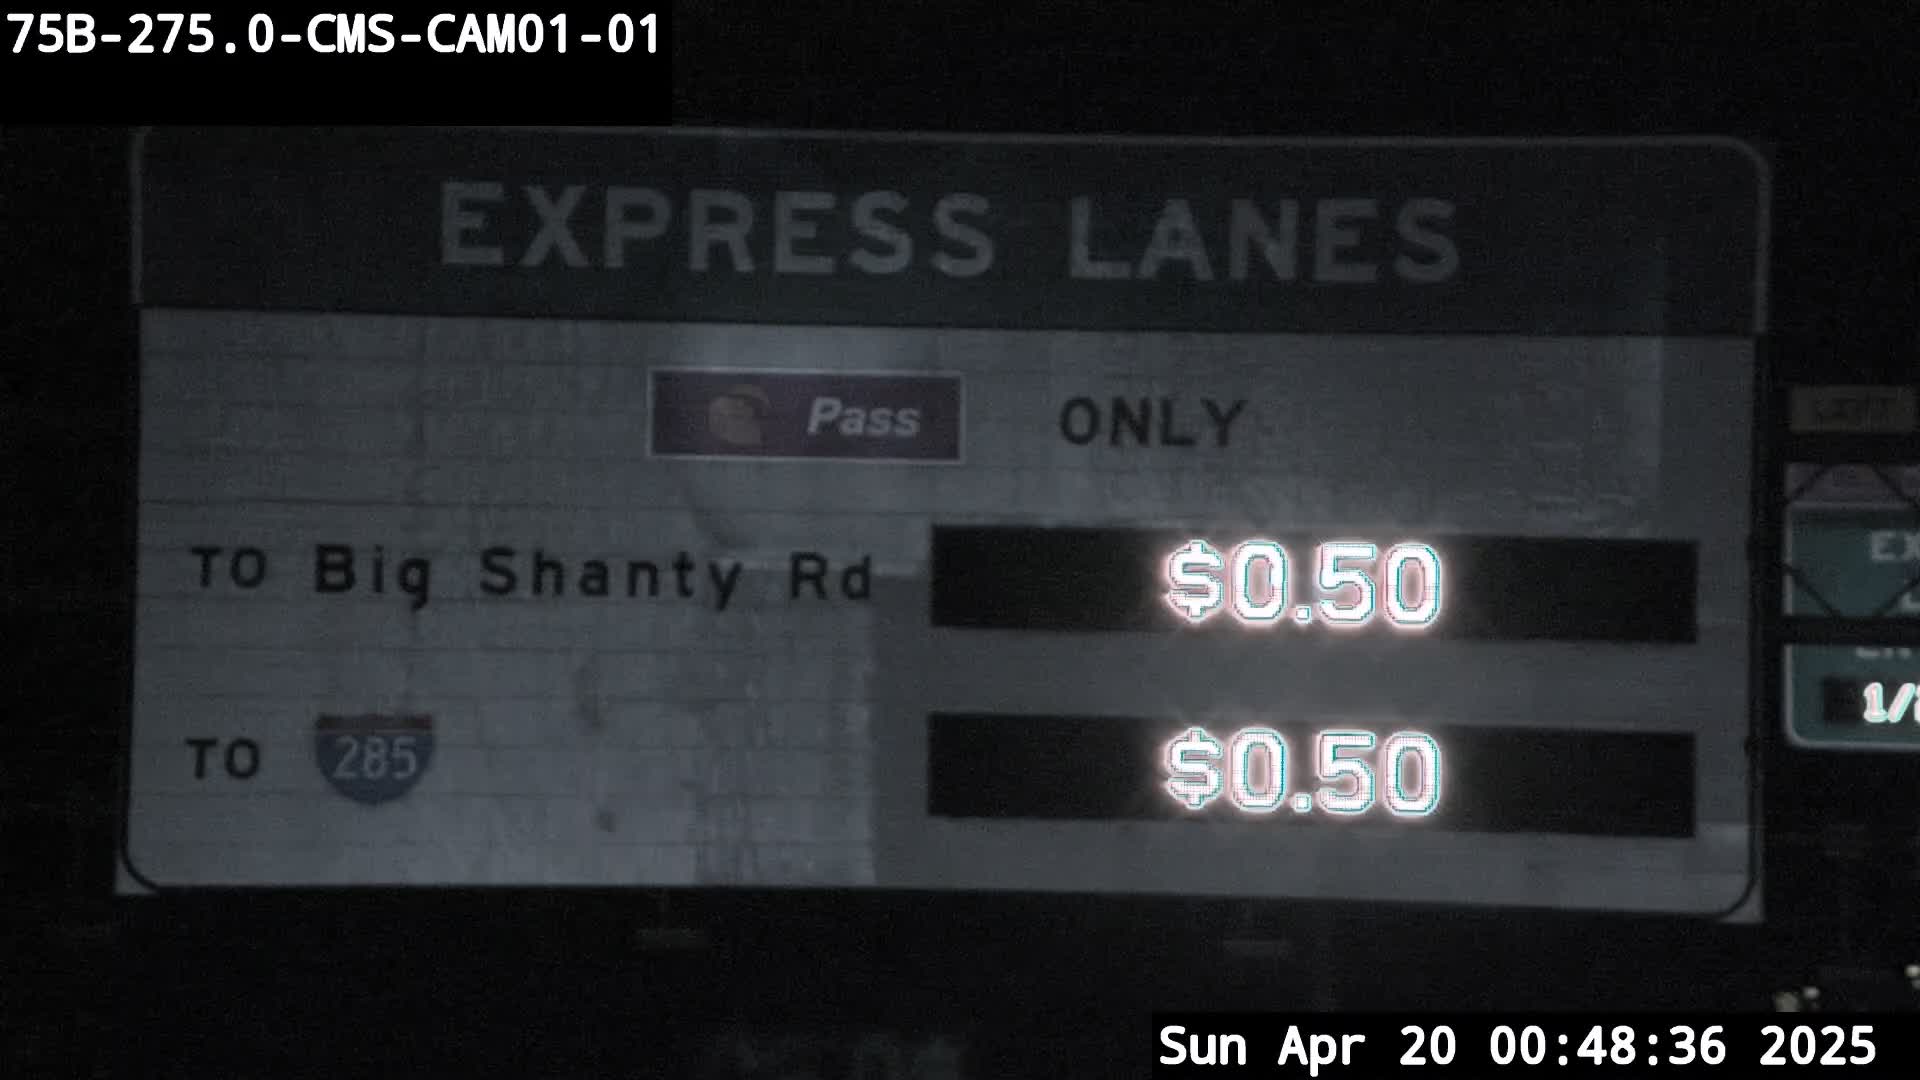 75B-275.0-CMS-CAM01-01
EXPRESS LANES
Pass ONLY
TO Big Shanty Rd $0.50
TO 285 $0.50
Sun Apr 20 00:48:36 2025